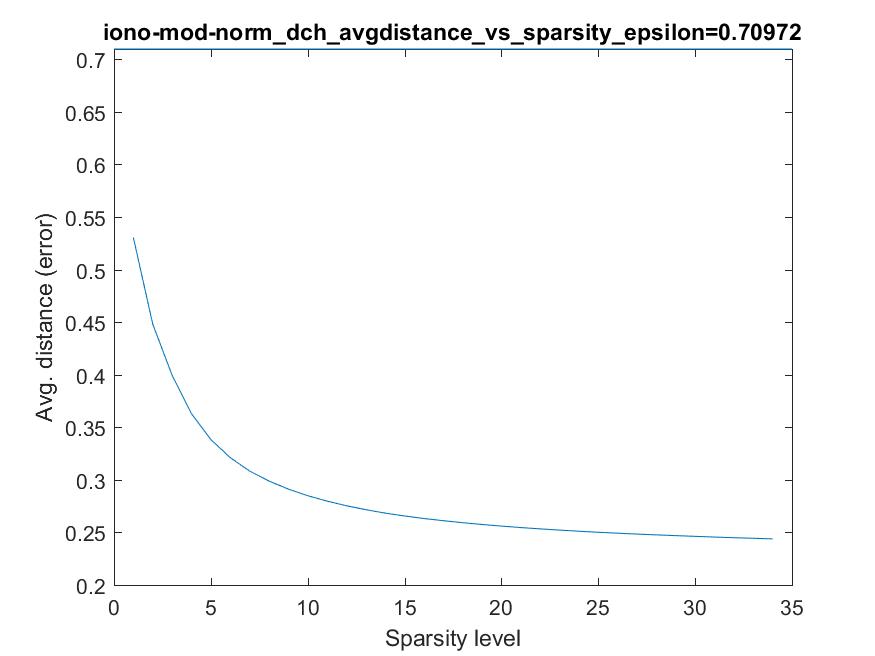 iono-mod-norm_dch_avgdistance_vs_sparsity_epsilon=0.70972
0.7
0.65
0.6
0.55
0.5
0.45
0.4
0.35
0.3
0.25
0.2
Avg. distance (error)
0 5 10 15 20 25 30 35
Sparsity level